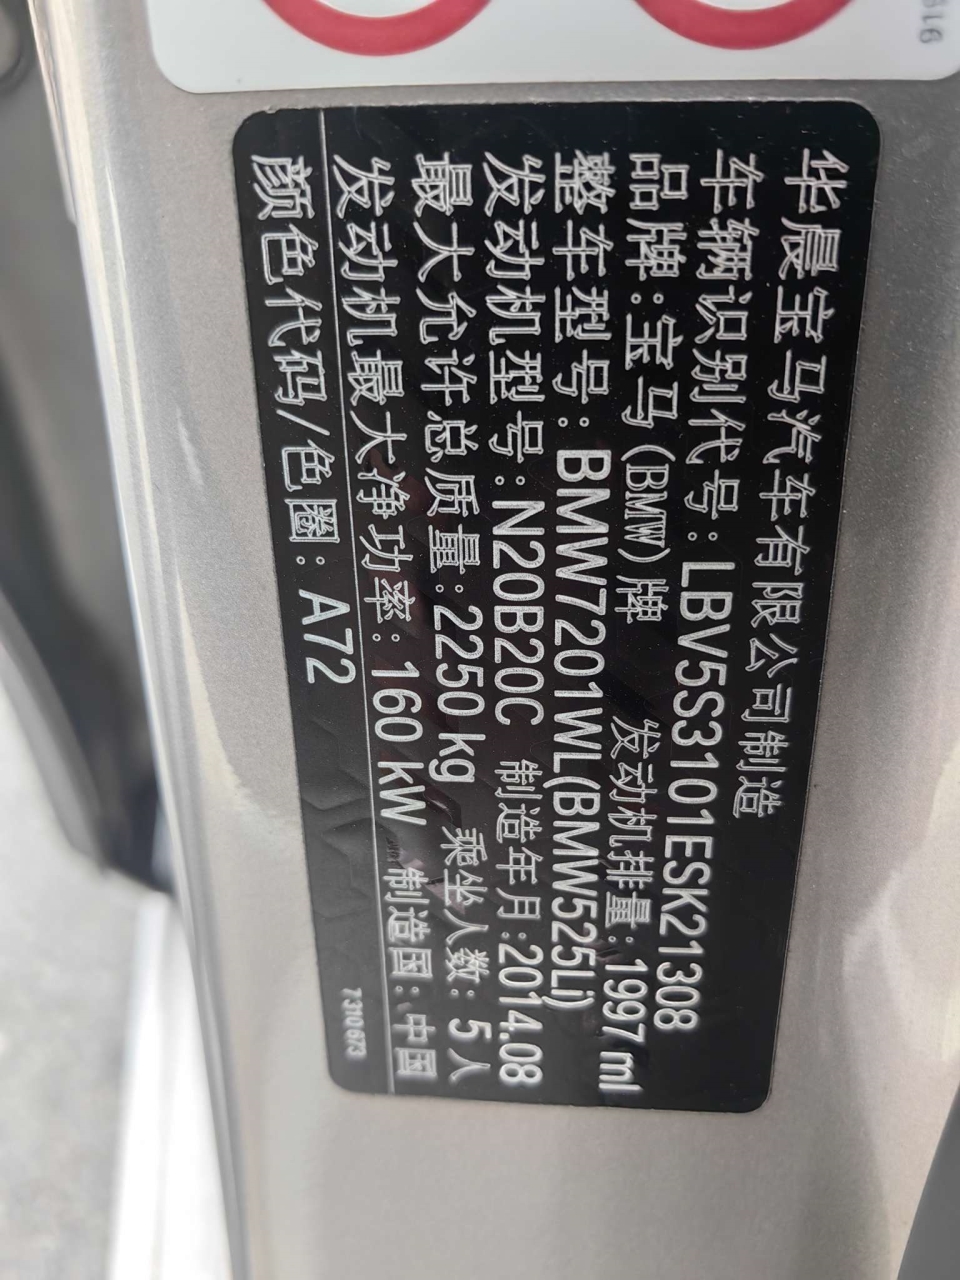 华晨宝马汽车有限公司制造
车辆识别代号：LBV5S3101ESK21308
品牌：宝马(BMW)牌 发动机排量：1997 ml
整车型号：BMW7201WL(BMW525Li)
发动机型号：N20B20C 制造年月：2014.08
最大允许总质量：2250 kg 乘坐人数：5 人
发动机最大净功率：160 kW 制造国：中国
颜色代码/色圈：A72
7310673